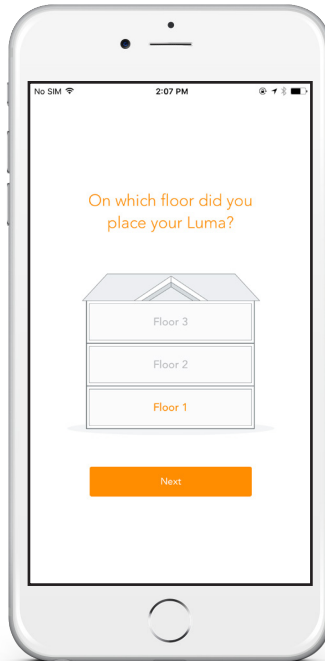 No SIM 2:07 PM
On which floor did you
place your Luma?
Floor 3
Floor 2
Floor 1
Next